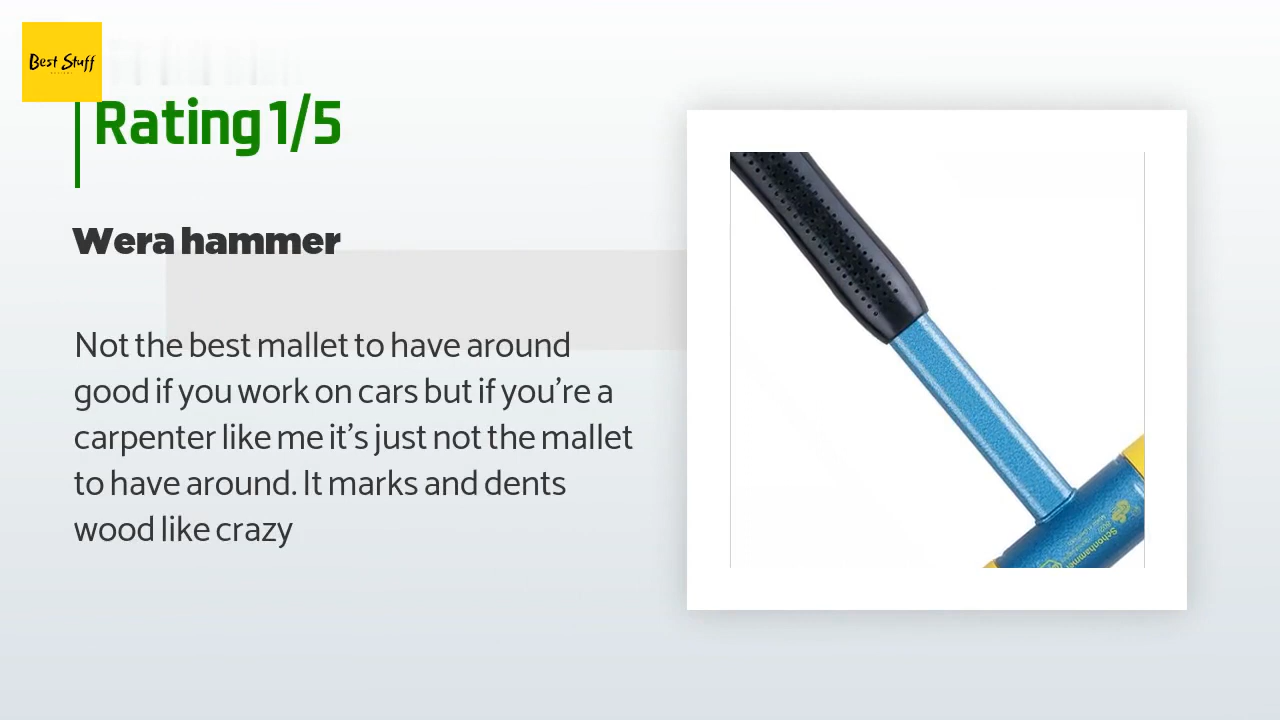 Best Stuff
Rating 1/5
Wera hammer
Not the best mallet to have around
good if you work on cars but if you’re a
carpenter like me it’s just not the mallet
to have around. It marks and dents
wood like crazy
Schonhammer